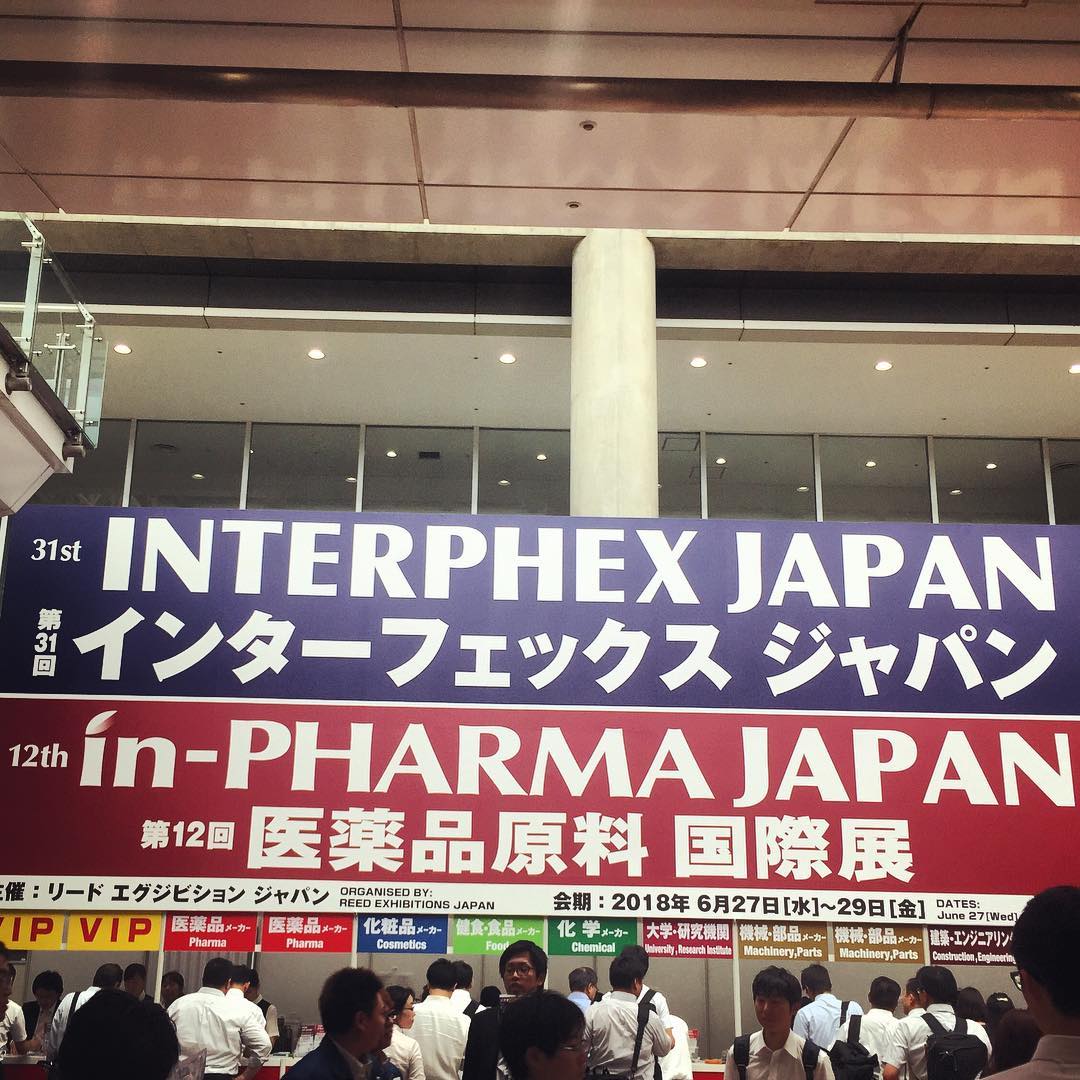 31st INTERPHEX JAPAN
第31回 インターフェックス ジャパン
12th in-PHARMA JAPAN
第12回 医薬品原料 国際展
主催：リード エグジビション ジャパン ORGANISED BY: REED EXHIBITIONS JAPAN 会期：2018年 6月27日[水]～29日[金] DATES: June 27[Wed]
VIP VIP 医薬品メーカー 医薬品メーカー 化粧品メーカー 健食・食品メーカー 化学メーカー 大学・研究機関 機械・部品メーカー 機械・部品メーカー 建築・エンジニアリン
Pharma Pharma Cosmetics Food Chemical University, Research Institute Machinery,Parts Machinery,Parts Construction, Engineering